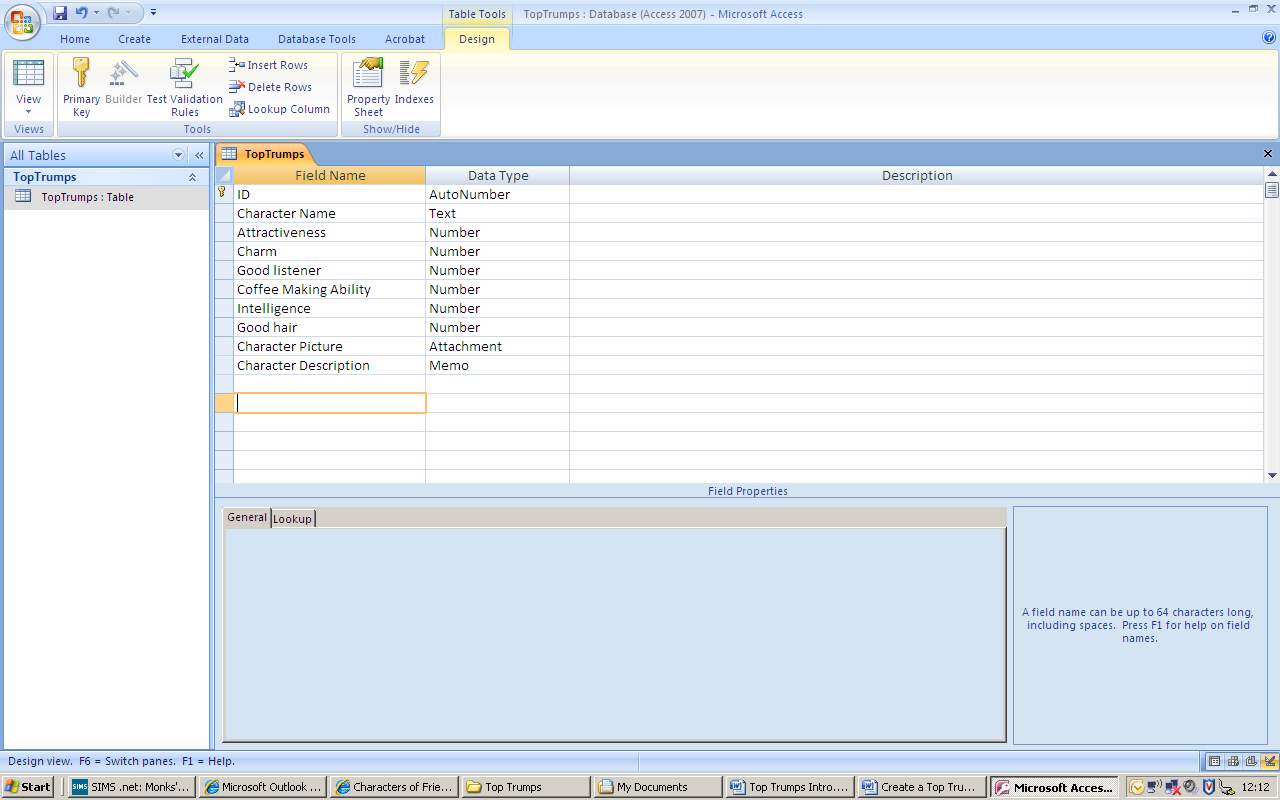 Table Tools
TopTrumps : Database (Access 2007) - Microsoft Access
Home Create External Data Database Tools Acrobat Design
View
Views
Primary Key
Builder
Test Validation Rules
Insert Rows
Delete Rows
Lookup Column
Tools
Property Sheet
Indexes
Show/Hide
All Tables
TopTrumps
TopTrumps : Table
TopTrumps
Field Name Data Type Description
ID AutoNumber
Character Name Text
Attractiveness Number
Charm Number
Good listener Number
Coffee Making Ability Number
Intelligence Number
Good hair Number
Character Picture Attachment
Character Description Memo
Field Properties
General Lookup
A field name can be up to 64 characters long,
including spaces. Press F1 for help on field
names.
Design view. F6 = Switch panes. F1 = Help.
Start SIMS SIMS .net: Monks'... Microsoft Outlook ... Characters of Frie... Top Trumps My Documents Top Trumps Intro.... Create a Top Tru... Microsoft Acces... 12:12